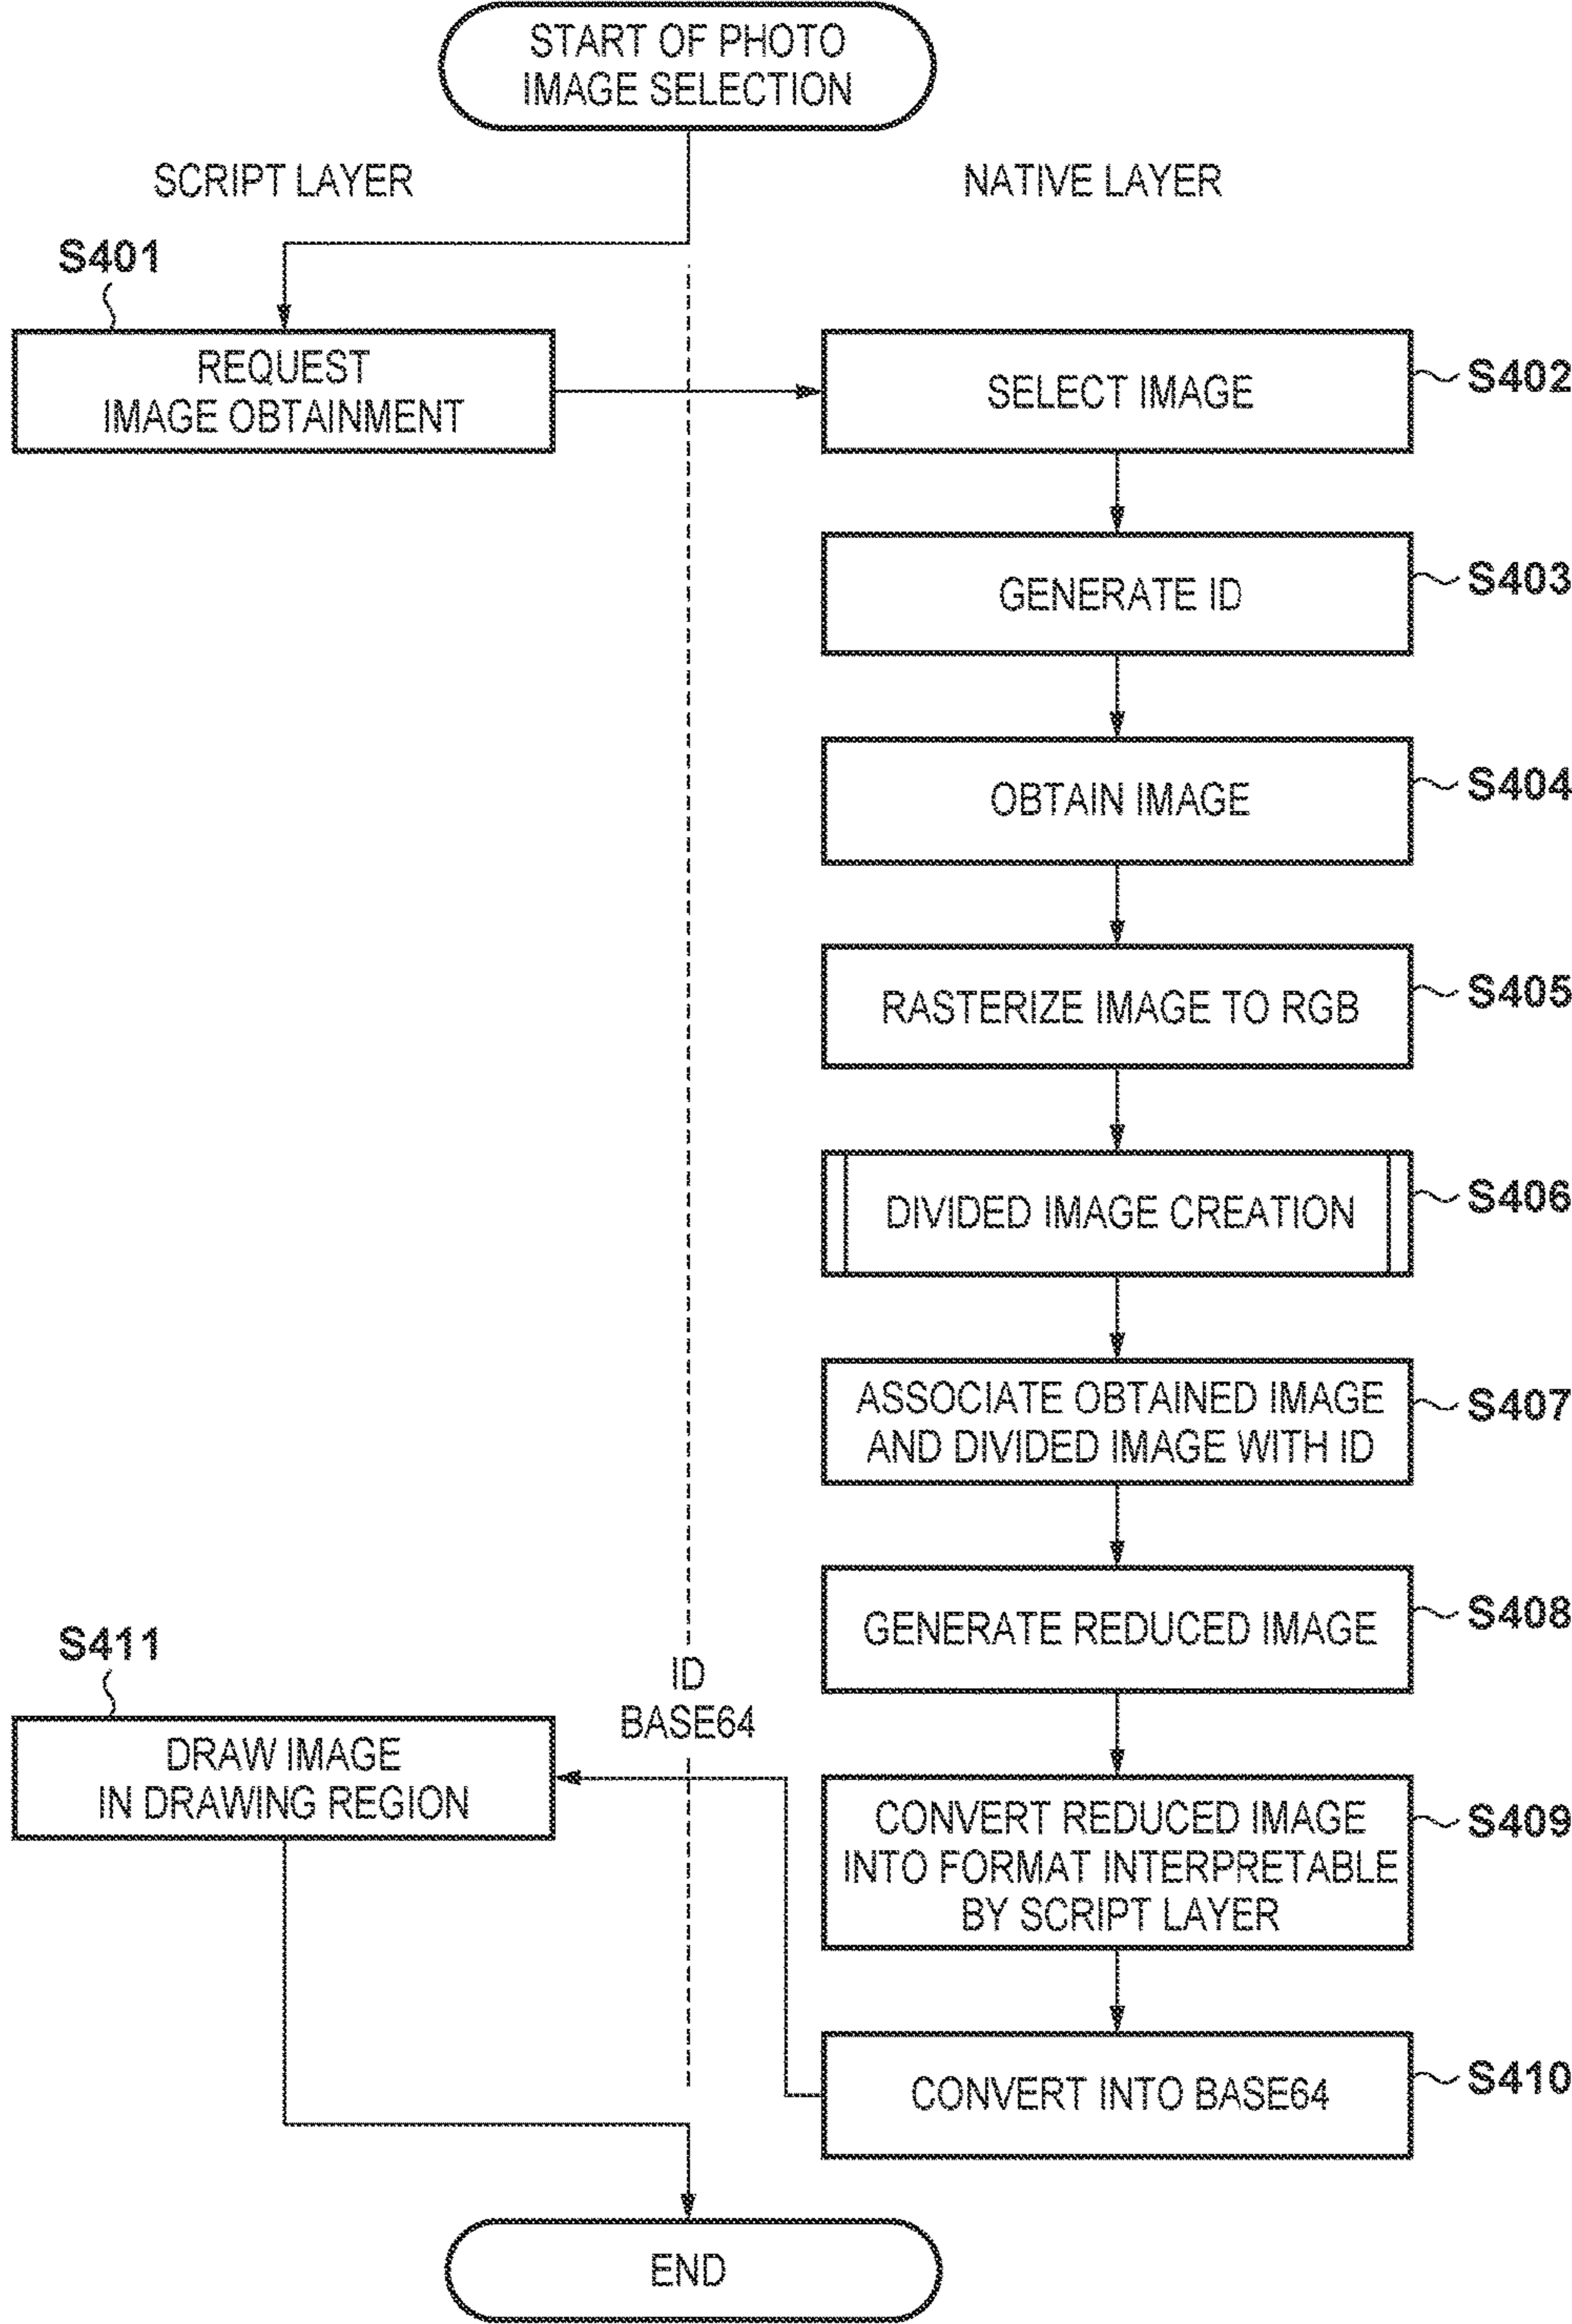 START OF PHOTO
IMAGE SELECTION
SCRIPT LAYER
NATIVE LAYER
S401
REQUEST
IMAGE OBTAINMENT
SELECT IMAGE
S402
GENERATE ID
S403
OBTAIN IMAGE
S404
RASTERIZE IMAGE TO RGB
S405
DIVIDED IMAGE CREATION
S406
ASSOCIATE OBTAINED IMAGE
AND DIVIDED IMAGE WITH ID
S407
GENERATE REDUCED IMAGE
S408
ID
BASE64
CONVERT REDUCED IMAGE
INTO FORMAT INTERPRETABLE
BY SCRIPT LAYER
S409
CONVERT INTO BASE64
S410
S411
DRAW IMAGE
IN DRAWING REGION
END